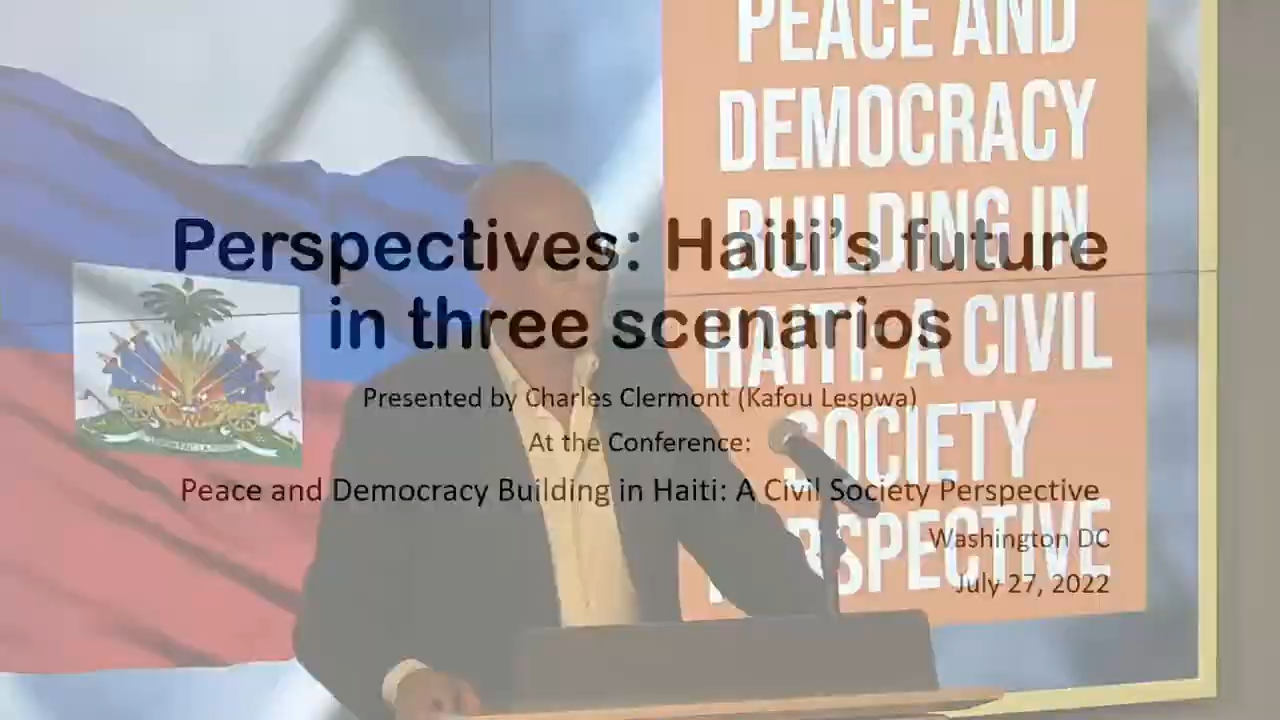 PEACE AND
DEMOCRACY
BUILDING IN
HAITI: A CIVIL
SOCIETY
PERSPECTIVE
Perspectives: Haiti’s future
in three scenarios
Presented by Charles Clermont (Kafou Lespwa)
At the Conference:
Peace and Democracy Building in Haiti: A Civil Society Perspective
Washington DC
July 27, 2022